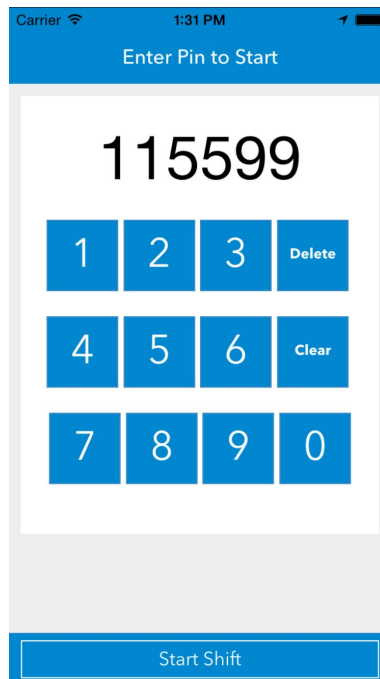 Carrier 1:31 PM
Enter Pin to Start
115599
1 2 3 Delete
4 5 6 Clear
7 8 9 0
Start Shift